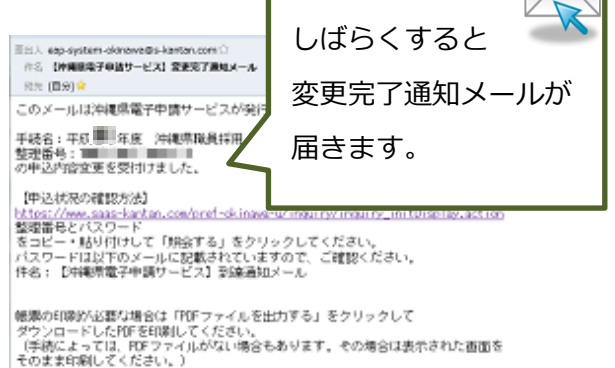 しばらくすると
変更完了通知メールが
届きます。
差出人 eap-system-okinawa@s-kantan.com
件名 【沖縄県電子申請サービス】変更完了通知メール
宛先 (自分)
このメールは沖縄県電子申請サービスが発行
手続名：平成 年度 沖縄県職員採用
整理番号：
の申込内容変更を受付けました。
【申込状況の確認方法】
https://www.saas-kantan.com/pref-okinawa-u/inquiry/inquiry_initDisplay.action
整理番号とパスワード
をコピー・貼り付けして「照会する」をクリックしてください。
パスワードは以下のメールに記載されていますので、ご確認ください。
件名：【沖縄県電子申請サービス】到達通知メール
帳票の印刷が必要な場合は「PDFファイルを出力する」をクリックして
ダウンロードしたPDFを印刷してください。
（手続によっては、PDFファイルがない場合もあります。その場合は表示された画面を
そのまま印刷してください。）